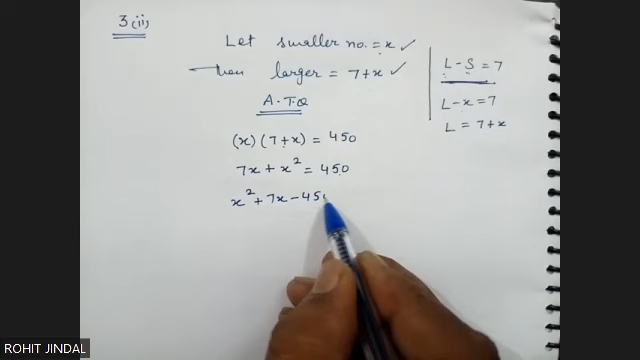 3(ii)
Let smaller no. = x ✓
Then larger = 7+x ✓
A.T.Q
(x)(7+x) = 450
7x + x² = 450
x² + 7x - 45
L - S = 7
L - x = 7
L = 7+x
ROHIT JINDAL